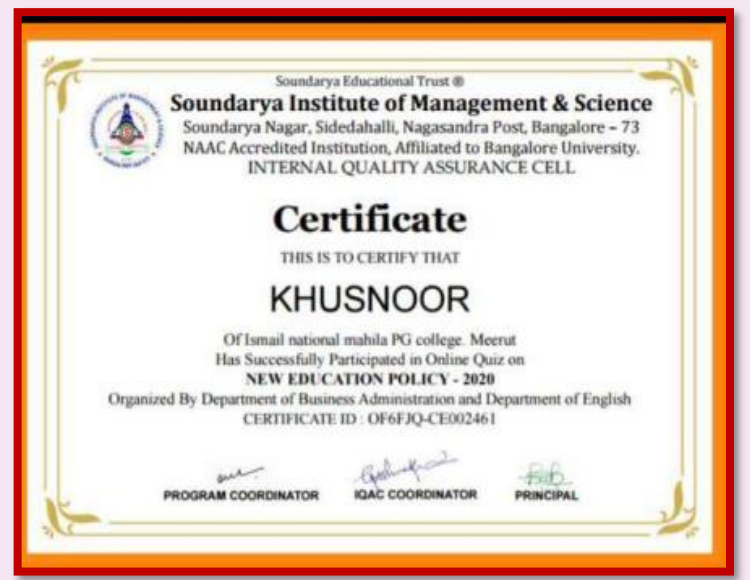 Soundarya Educational Trust ®
Soundarya Institute of Management & Science
Soundarya Nagar, Sidedahalli, Nagasandra Post, Bangalore – 73
NAAC Accredited Institution, Affiliated to Bangalore University.
INTERNAL QUALITY ASSURANCE CELL
Certificate
THIS IS TO CERTIFY THAT
KHUSNOOR
Of Ismail national mahila PG college. Meerut
Has Successfully Participated in Online Quiz on
NEW EDUCATION POLICY - 2020
Organized By Department of Business Administration and Department of English
CERTIFICATE ID : OF6FJQ-CE002461
PROGRAM COORDINATOR IQAC COORDINATOR PRINCIPAL